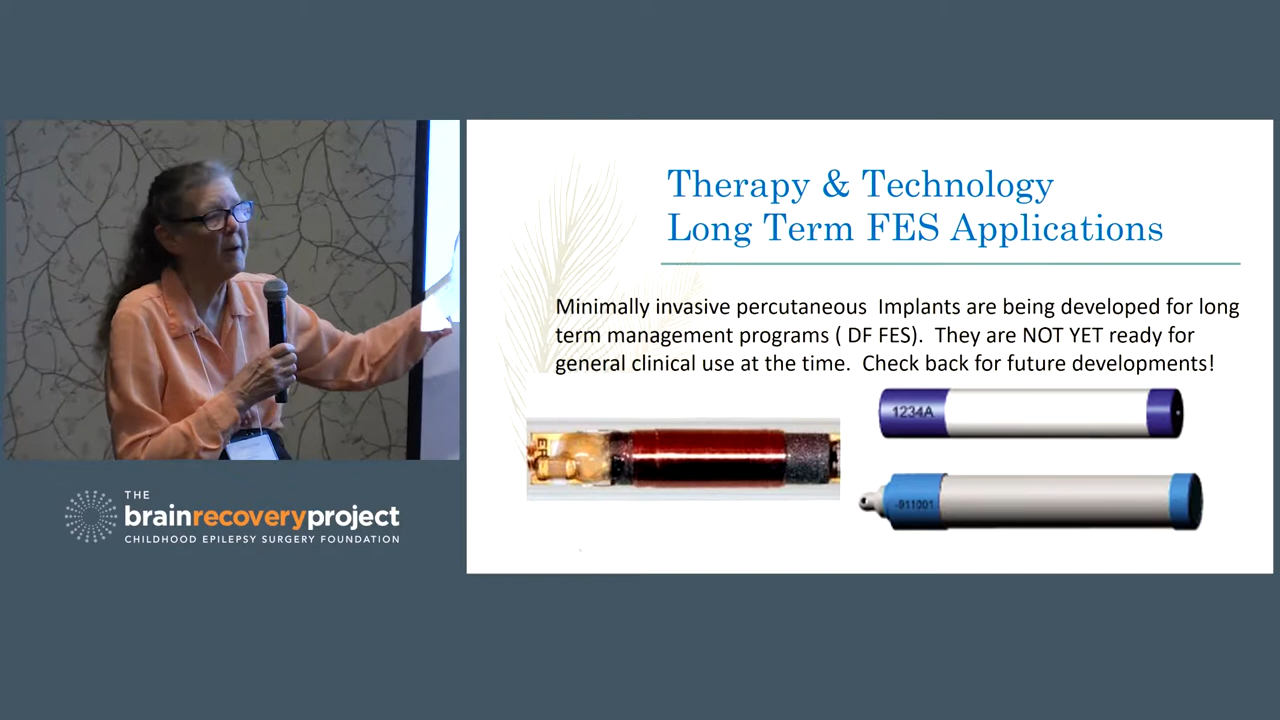 Therapy & Technology
Long Term FES Applications
Minimally invasive percutaneous Implants are being developed for long
term management programs ( DF FES). They are NOT YET ready for
general clinical use at the time. Check back for future developments!
1234A
-911001
THE
brainrecoveryproject
CHILDHOOD EPILEPSY SURGERY FOUNDATION